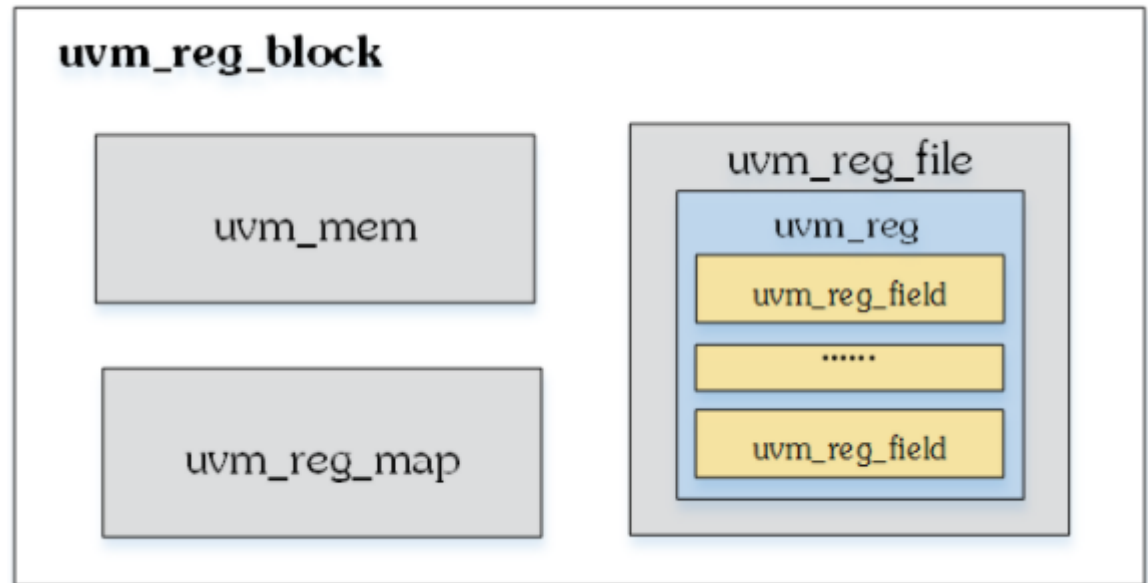 uvm_reg_block
uvm_mem
uvm_reg_map
uvm_reg_file
uvm_reg
uvm_reg_field
......
uvm_reg_field